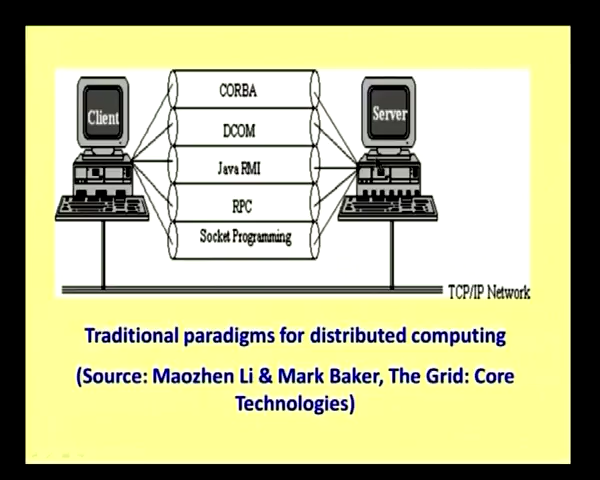 CORBA
Client
Server
DCOM
Java RMI
RPC
Socket Programming
TCP/IP Network
Traditional paradigms for distributed computing
(Source: Maozhen Li & Mark Baker, The Grid: Core
Technologies)